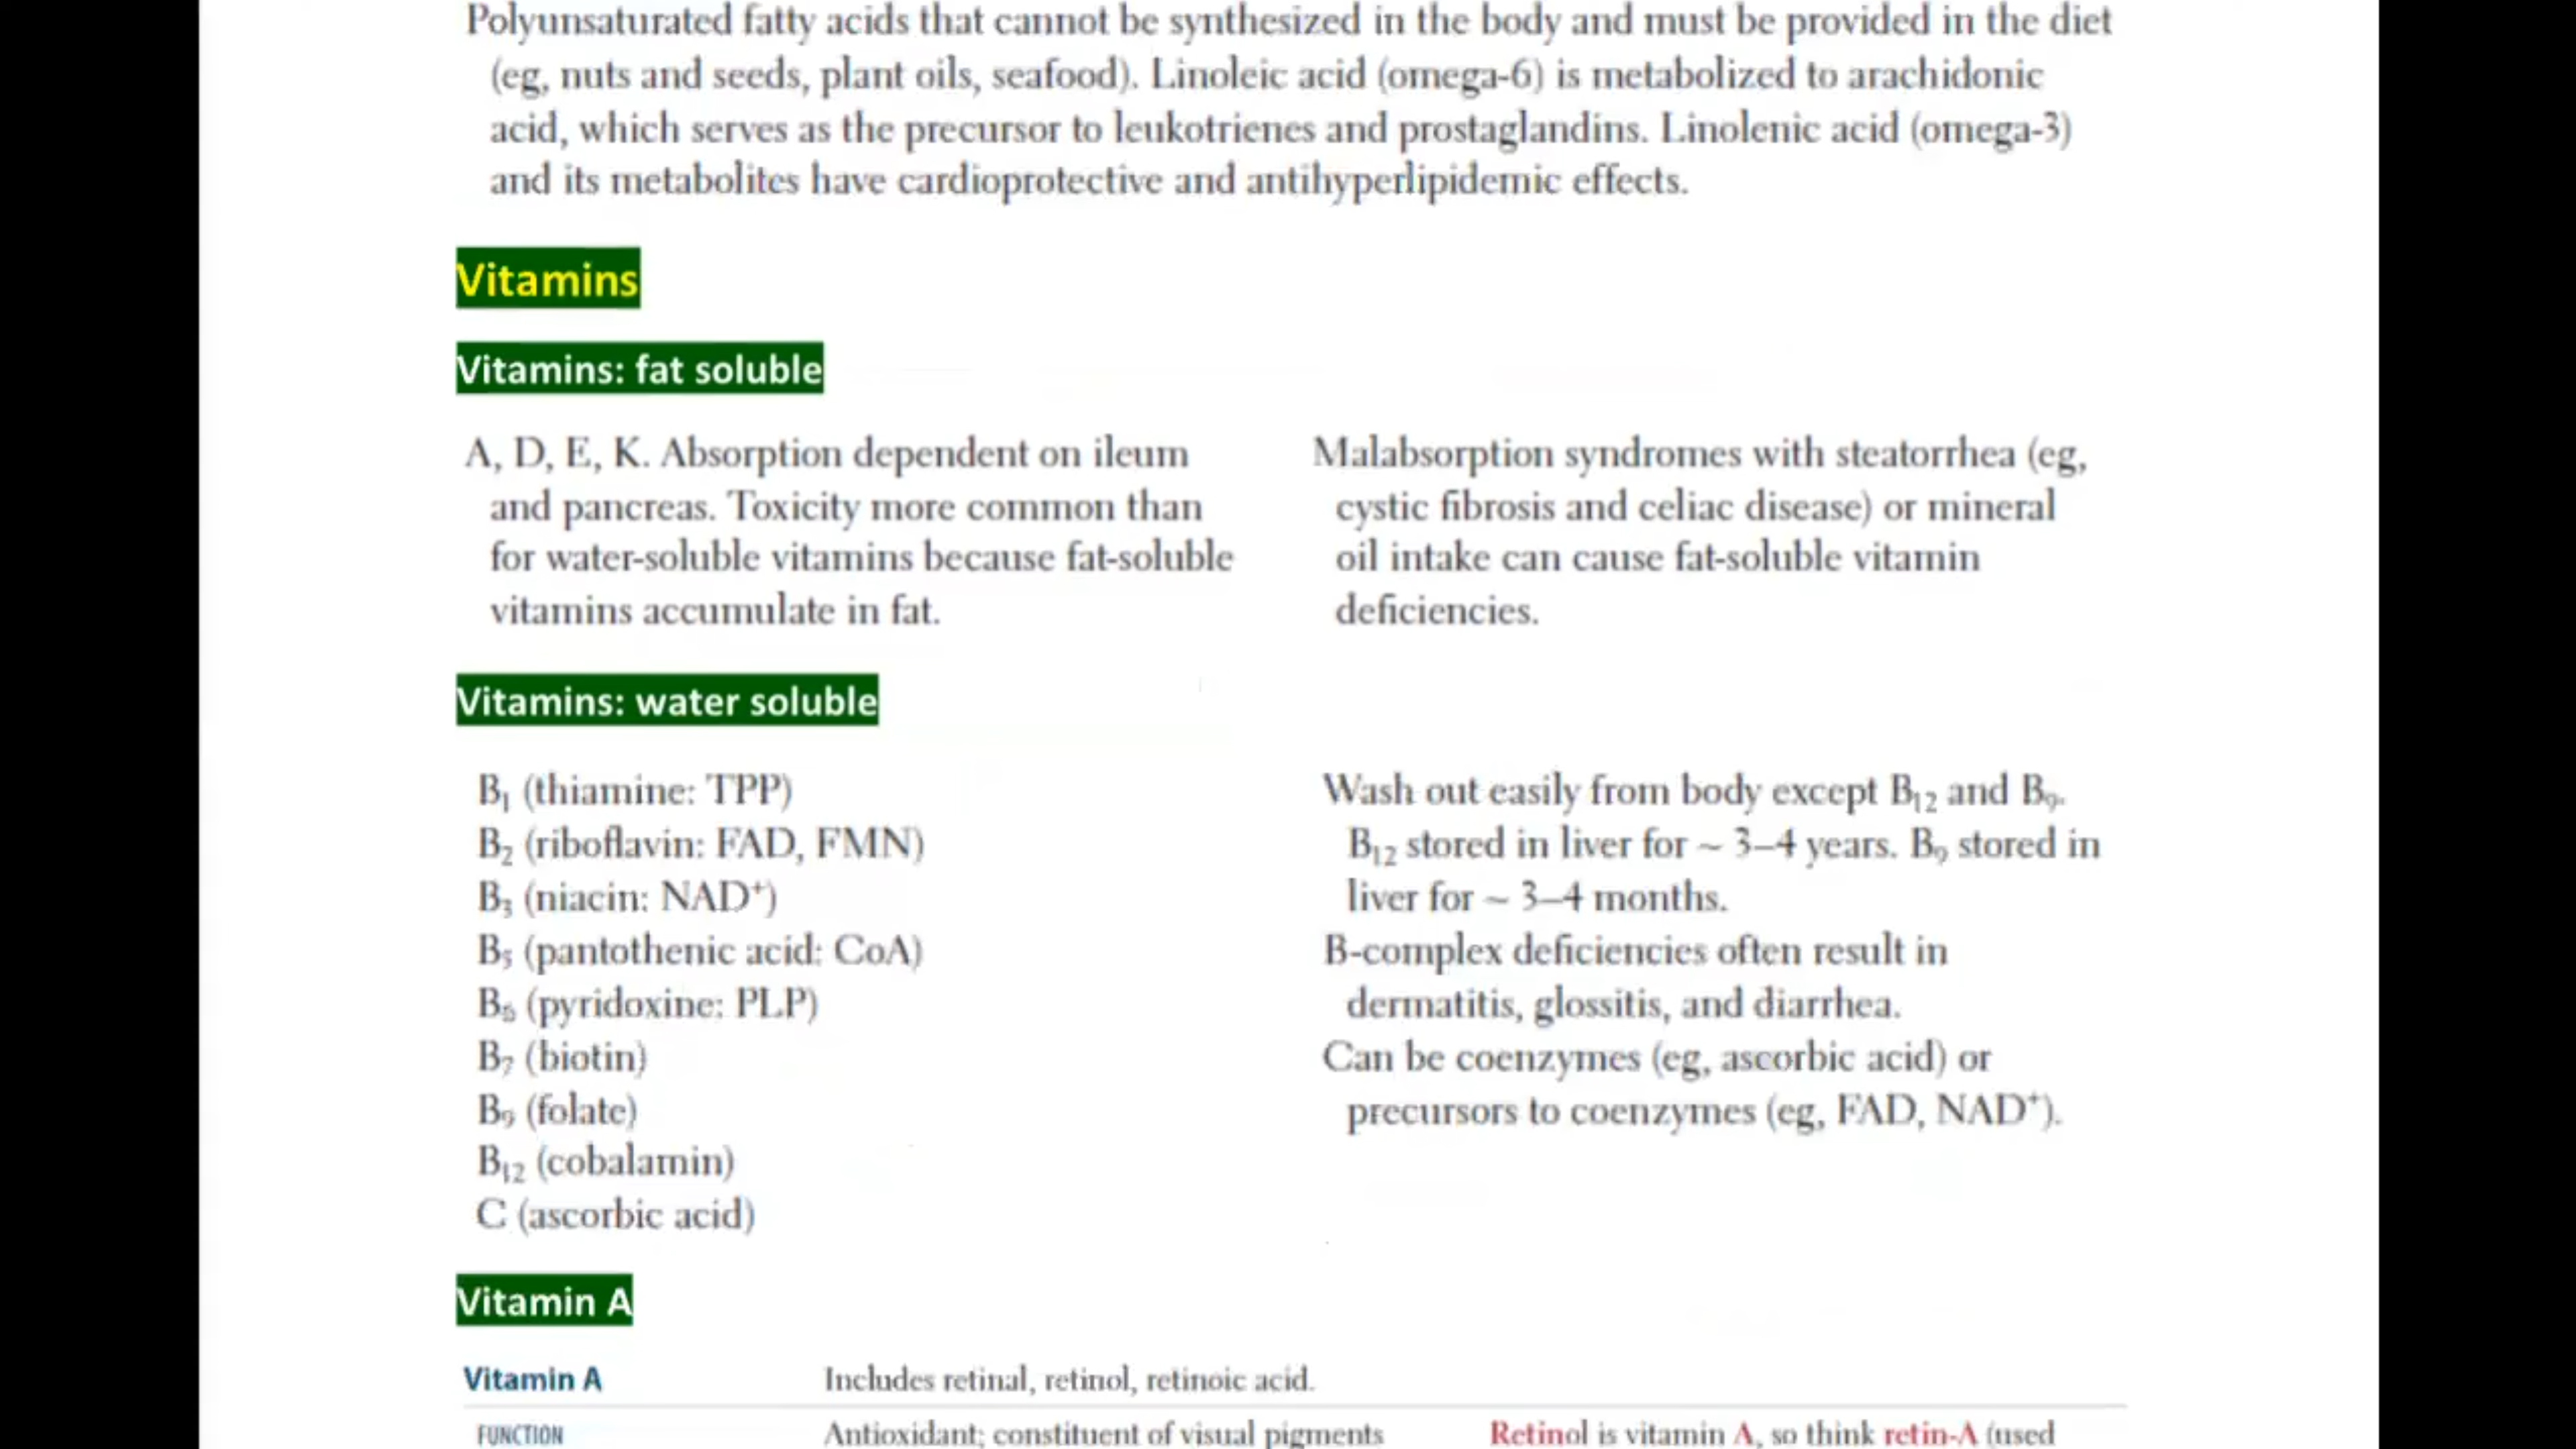 Polyunsaturated fatty acids that cannot be synthesized in the body and must be provided in the diet
(eg, nuts and seeds, plant oils, seafood). Linoleic acid (omega-6) is metabolized to arachidonic
acid, which serves as the precursor to leukotrienes and prostaglandins. Linolenic acid (omega-3)
and its metabolites have cardioprotective and antihyperlipidemic effects.
Vitamins
Vitamins: fat soluble
A, D, E, K. Absorption dependent on ileum
and pancreas. Toxicity more common than
for water-soluble vitamins because fat-soluble
vitamins accumulate in fat.
Malabsorption syndromes with steatorrhea (eg,
cystic fibrosis and celiac disease) or mineral
oil intake can cause fat-soluble vitamin
deficiencies.
Vitamins: water soluble
B₁ (thiamine: TPP)
B₂ (riboflavin: FAD, FMN)
B₃ (niacin: NAD⁺)
B₅ (pantothenic acid: CoA)
B₆ (pyridoxine: PLP)
B₇ (biotin)
B₉ (folate)
B₁₂ (cobalamin)
C (ascorbic acid)
Wash out easily from body except B₁₂ and B₉.
B₁₂ stored in liver for ~ 3–4 years. B₉ stored in
liver for ~ 3–4 months.
B-complex deficiencies often result in
dermatitis, glossitis, and diarrhea.
Can be coenzymes (eg, ascorbic acid) or
precursors to coenzymes (eg, FAD, NAD⁺).
Vitamin A
Vitamin A
Includes retinal, retinol, retinoic acid.
FUNCTION
Antioxidant; constituent of visual pigments
Retinol is vitamin A, so think retin-A (used